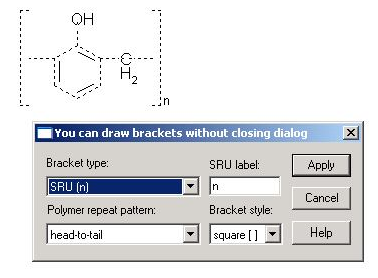 OH
C
H2
n
You can draw brackets without closing dialog
Bracket type: SRU label: Apply
SRU (n) n
Cancel
Polymer repeat pattern: Bracket style:
head-to-tail square [ ] Help